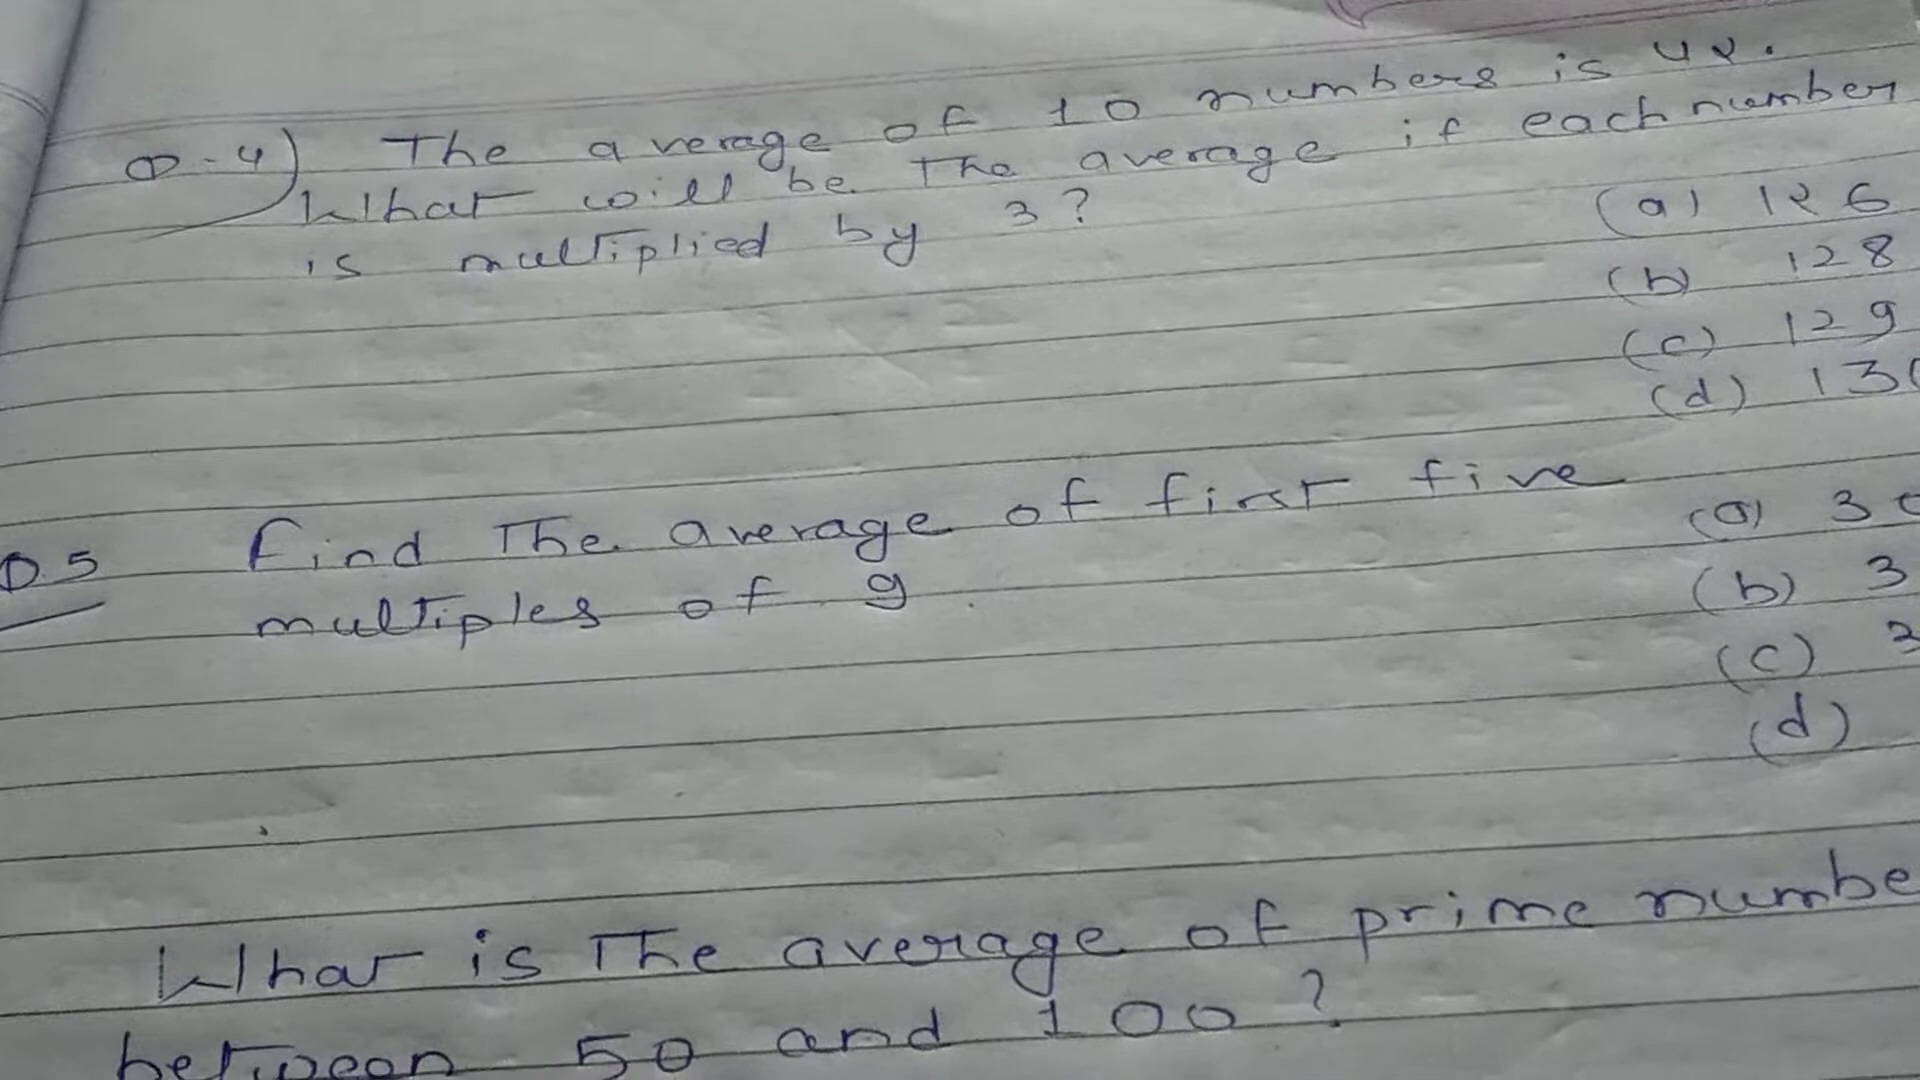 Q-4) The average of 10 numbers is 42.
What will be the average if each number
is multiplied by 3?
(a) 126
(b) 128
(c) 129
(d) 130
Q.5 Find the average of first five
multiples of 9
(a) 30
(b) 3
(c) 3
(d)
What is the average of prime numbe
between 50 and 100?